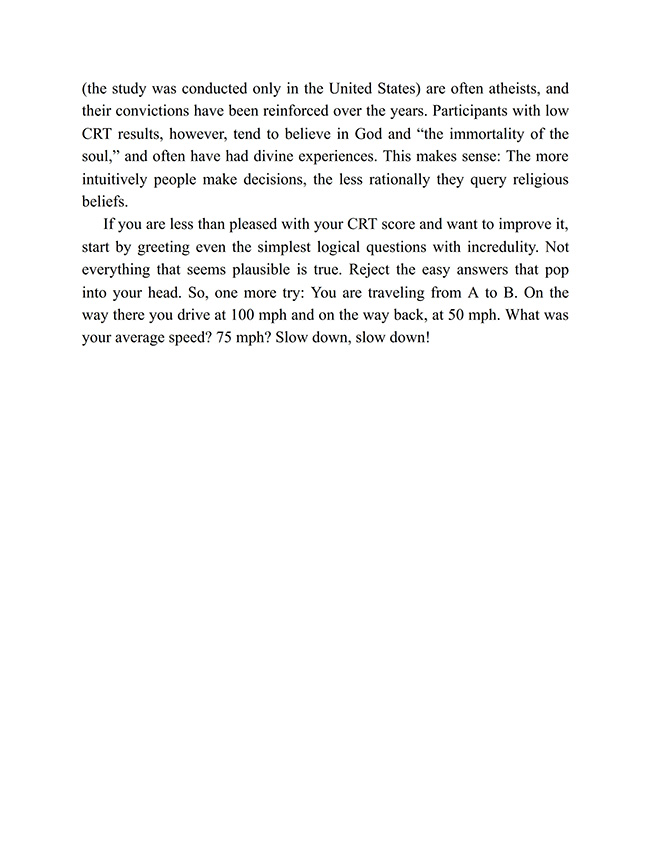 (the study was conducted only in the United States) are often atheists, and
their convictions have been reinforced over the years. Participants with low
CRT results, however, tend to believe in God and “the immortality of the
soul,” and often have had divine experiences. This makes sense: The more
intuitively people make decisions, the less rationally they query religious
beliefs.
If you are less than pleased with your CRT score and want to improve it,
start by greeting even the simplest logical questions with incredulity. Not
everything that seems plausible is true. Reject the easy answers that pop
into your head. So, one more try: You are traveling from A to B. On the
way there you drive at 100 mph and on the way back, at 50 mph. What was
your average speed? 75 mph? Slow down, slow down!